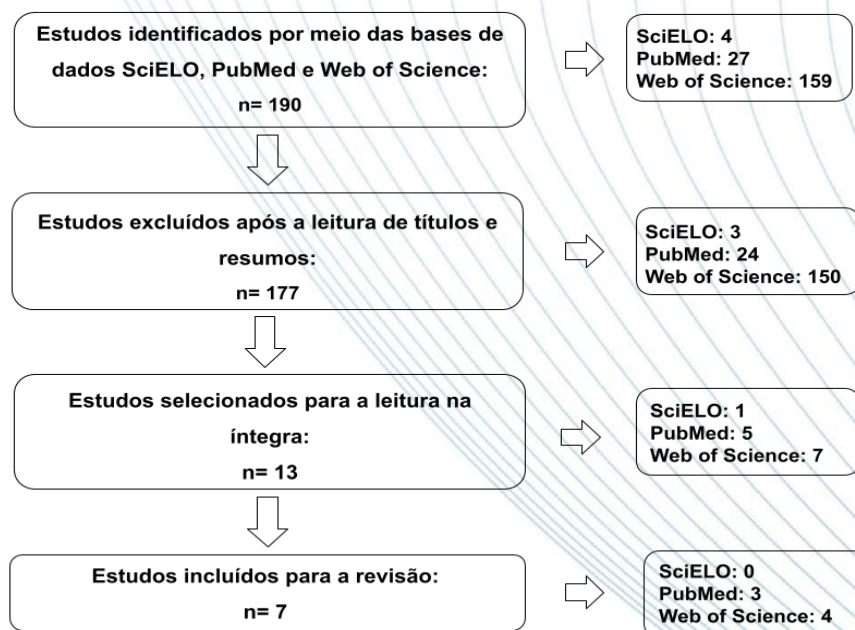 Estudos identificados por meio das bases de
dados SciELO, PubMed e Web of Science:
n= 190
SciELO: 4
PubMed: 27
Web of Science: 159
Estudos excluídos após a leitura de títulos e
resumos:
n= 177
SciELO: 3
PubMed: 24
Web of Science: 150
Estudos selecionados para a leitura na
íntegra:
n= 13
SciELO: 1
PubMed: 5
Web of Science: 7
Estudos incluídos para a revisão:
n= 7
SciELO: 0
PubMed: 3
Web of Science: 4